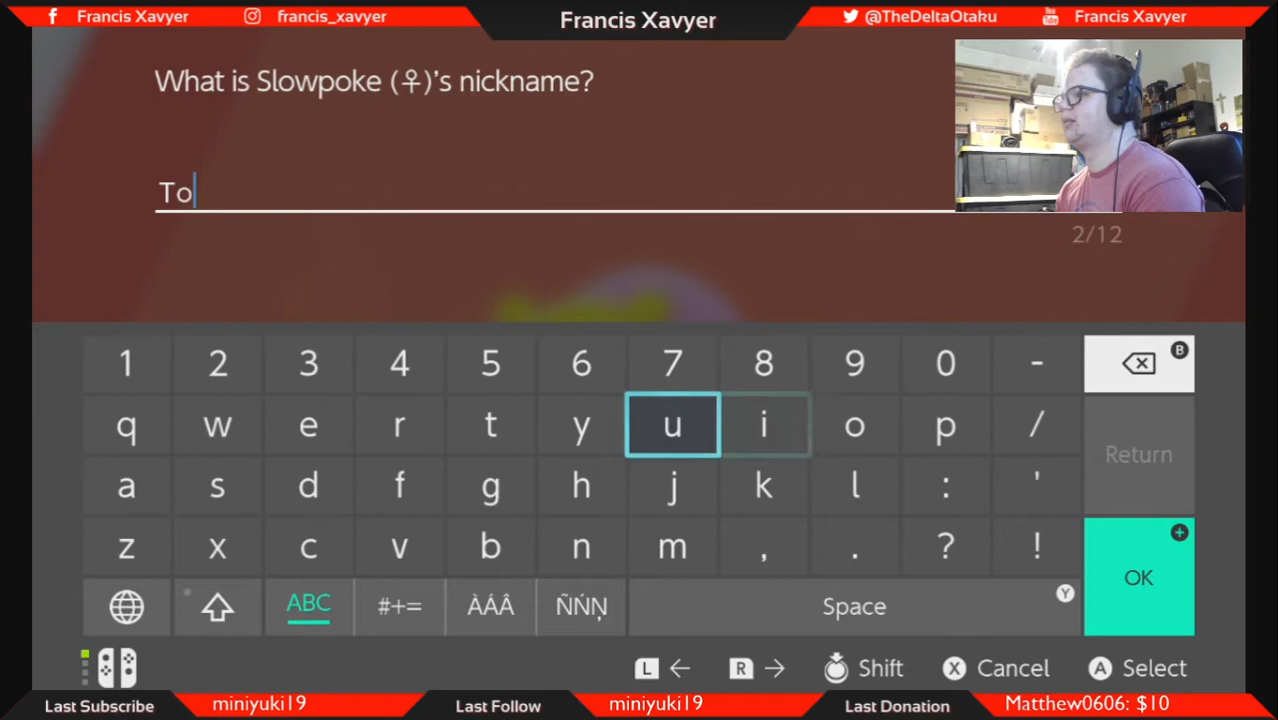 Francis Xavyer
francis_xavyer
Francis Xavyer
@TheDeltaOtaku
Francis Xavyer
What is Slowpoke (♀)'s nickname?
To
2/12
1 2 3 4 5 6 7 8 9 0 - B
q w e r t y u i o p / Return
a s d f g h j k l : '
z x c v b n m , . ? ! + OK
ABC #+= ÀÁÂ ÑŃŅ Space Y
L ← R → Shift X Cancel A Select
Last Subscribe miniyuki19 Last Follow miniyuki19 Last Donation Matthew0606: $10